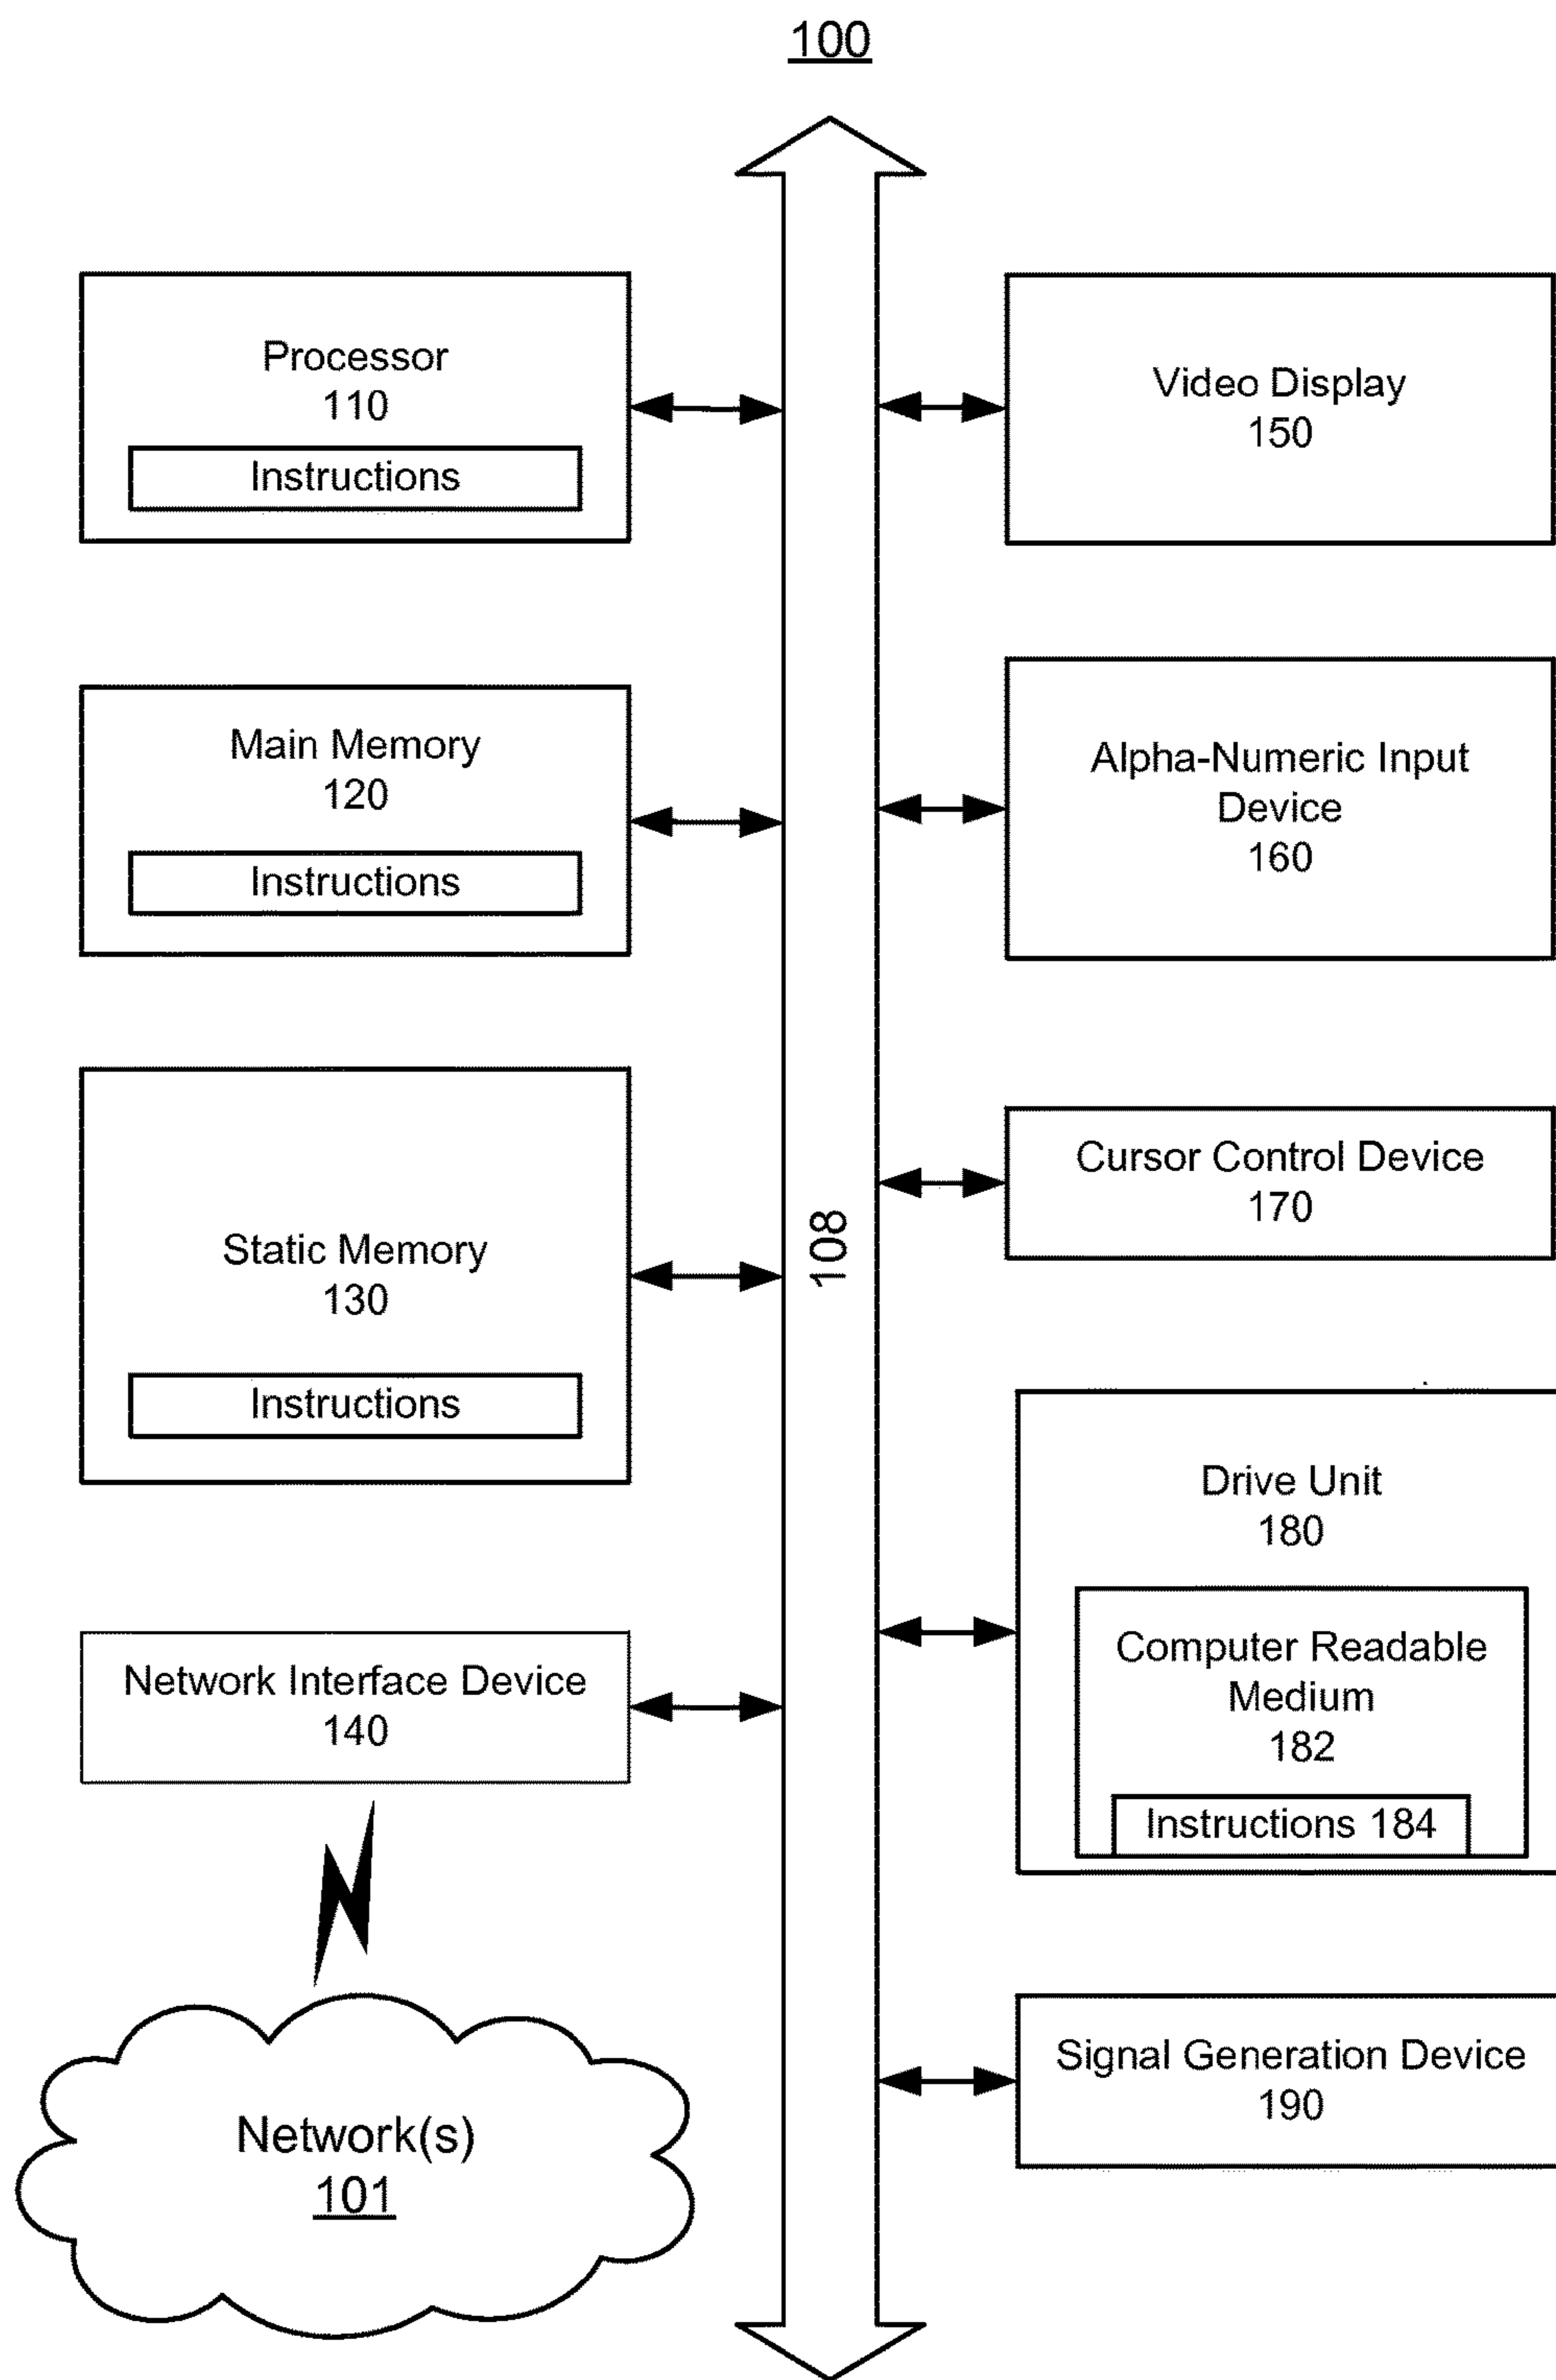 100
Processor
110
Instructions
Main Memory
120
Instructions
Static Memory
130
Instructions
Network Interface Device
140
Network(s)
101
108
Video Display
150
Alpha-Numeric Input
Device
160
Cursor Control Device
170
Drive Unit
180
Computer Readable
Medium
182
Instructions 184
Signal Generation Device
190